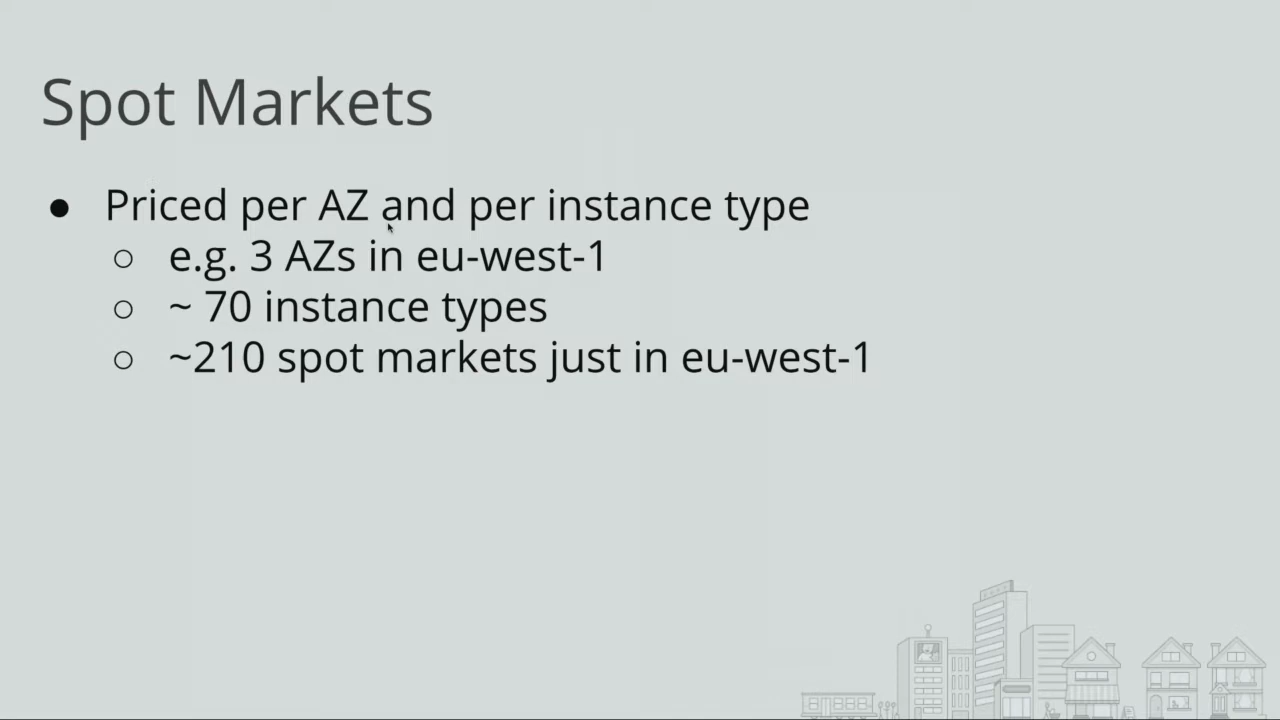 Spot Markets
● Priced per AZ and per instance type
○ e.g. 3 AZs in eu-west-1
○ ~ 70 instance types
○ ~210 spot markets just in eu-west-1